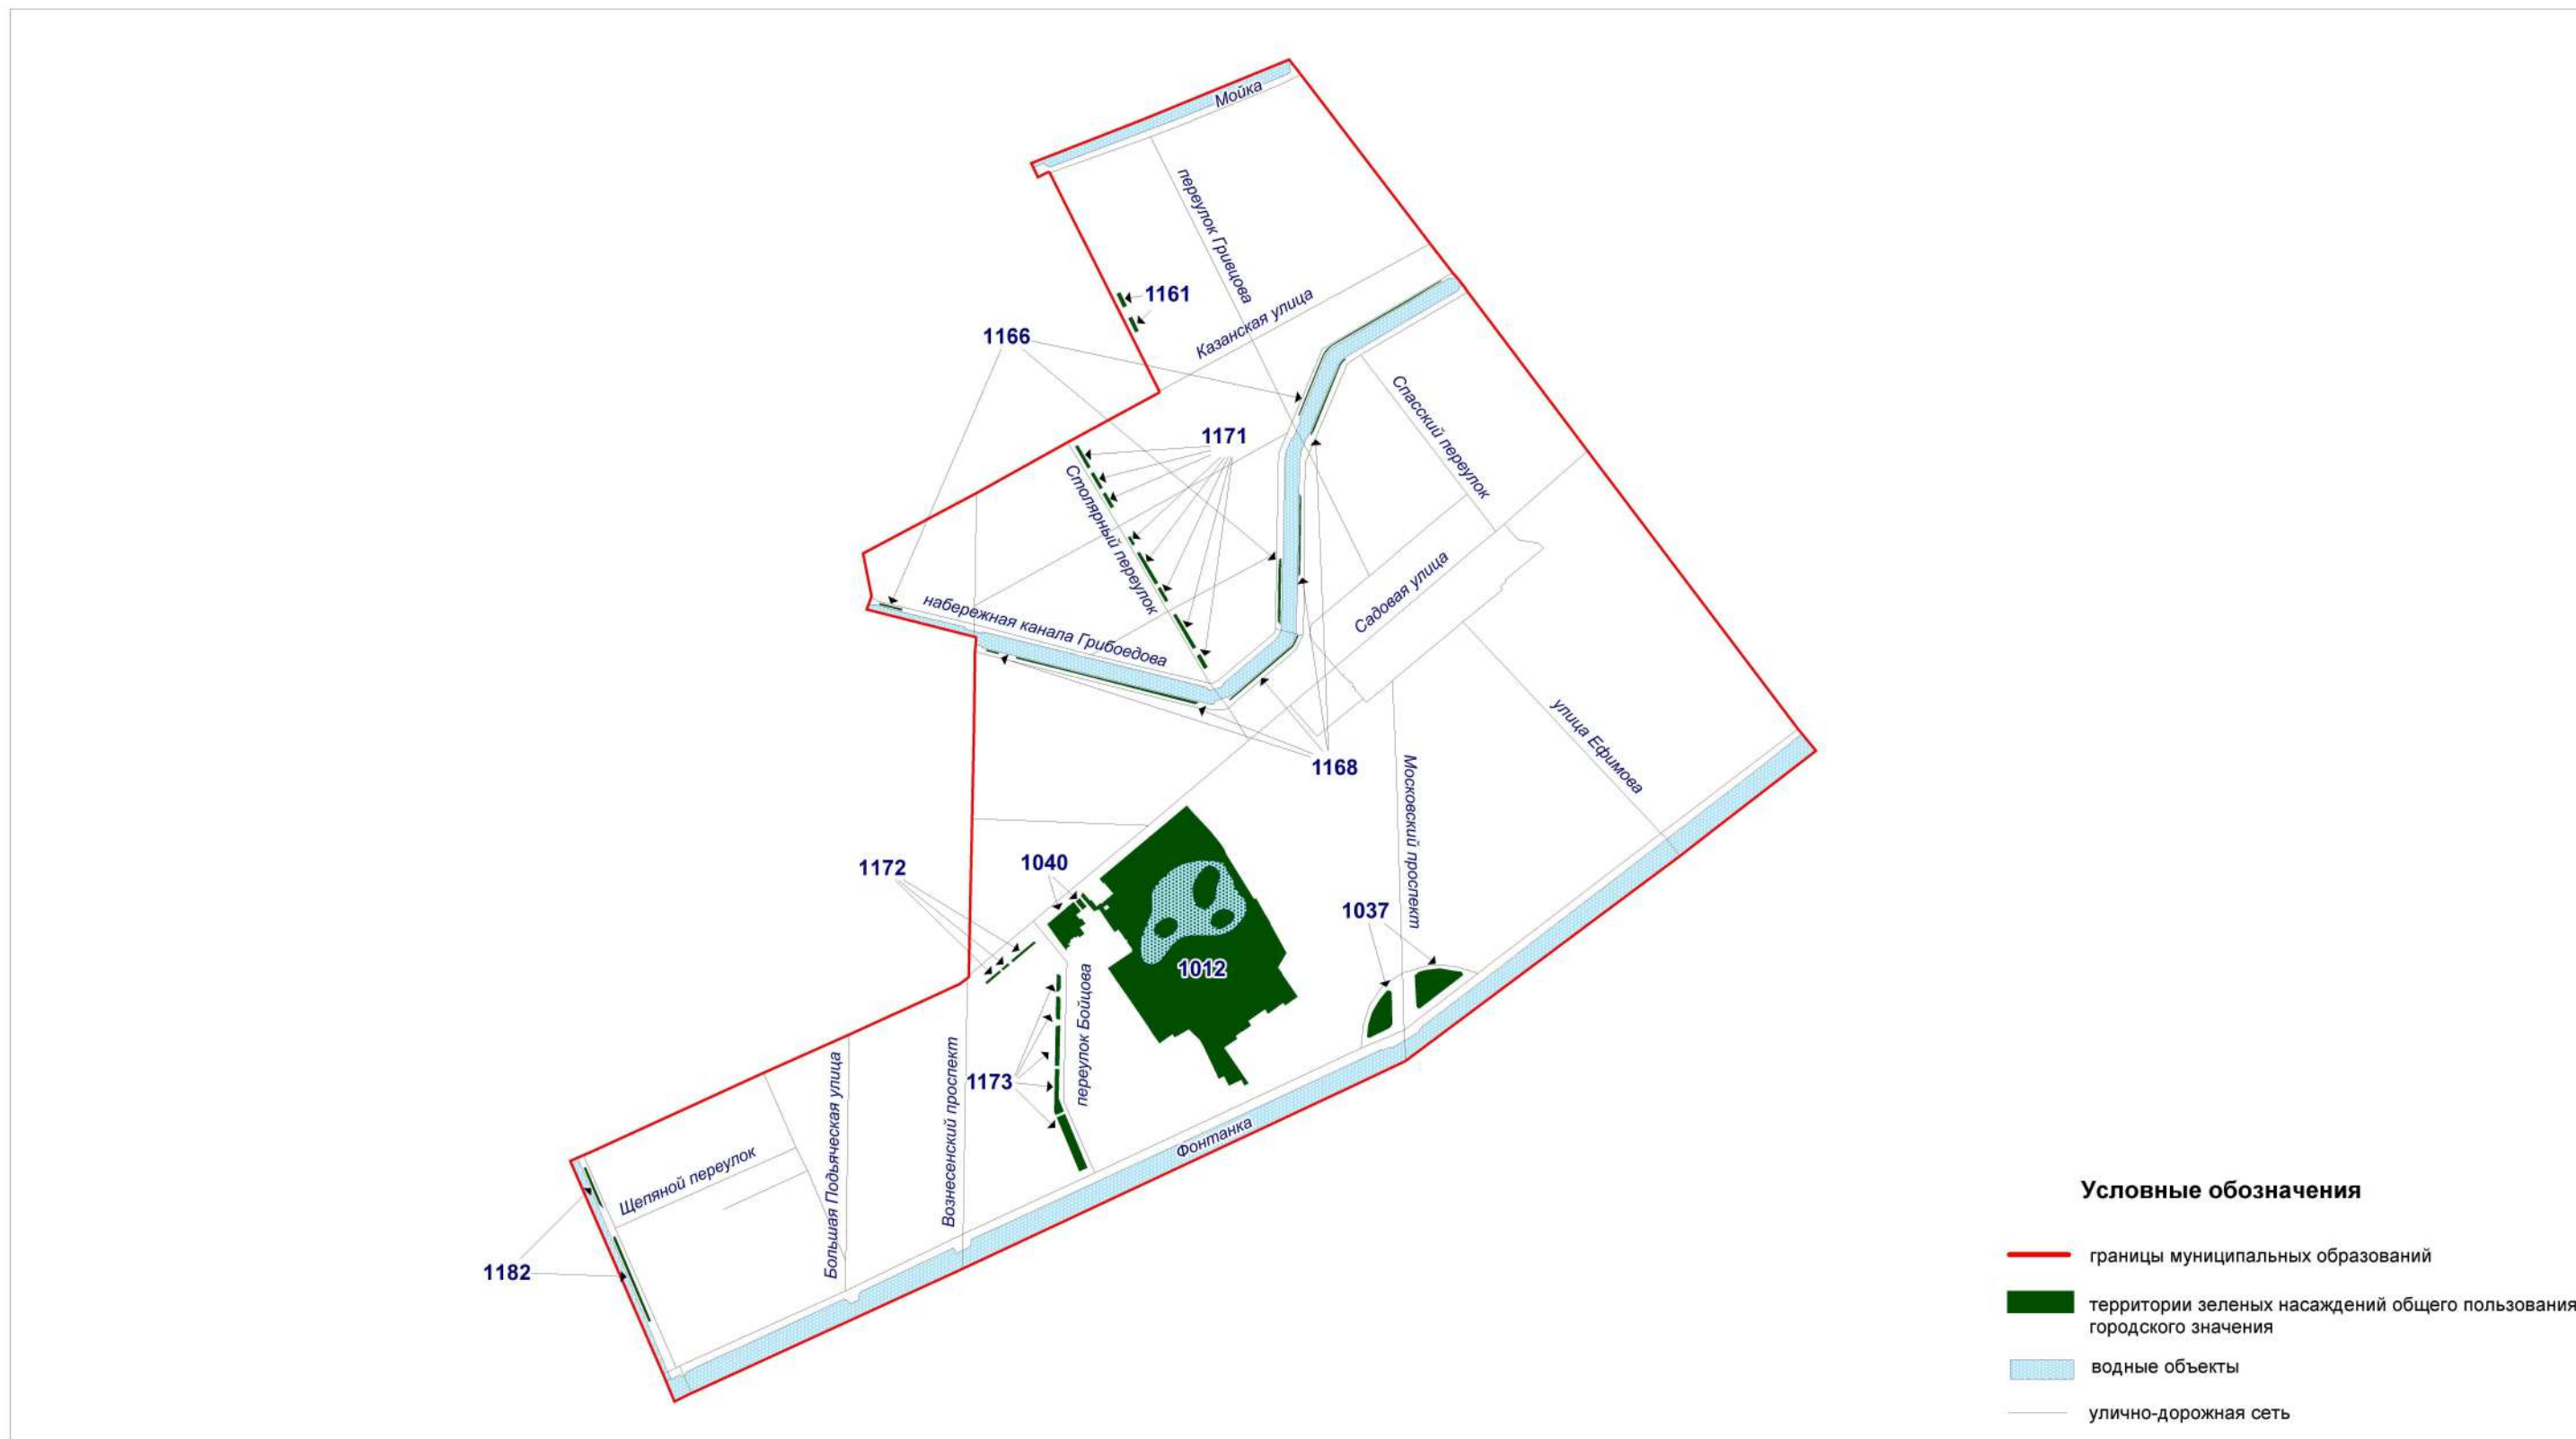 Мойка
переулок Гривцова
1161
Казанская улица
1166
Спасский переулок
1171
Столярный переулок
Садовая улица
набережная канала Грибоедова
улица Ефимова
1168
Московский проспект
1172
1040
1037
1012
переулок Бойцова
1173
Вознесенский проспект
Большая Подьяческая улица
Фонтанка
Щепяной переулок
1182
Условные обозначения
границы муниципальных образований
территории зеленых насаждений общего пользования
городского значения
водные объекты
улично-дорожная сеть